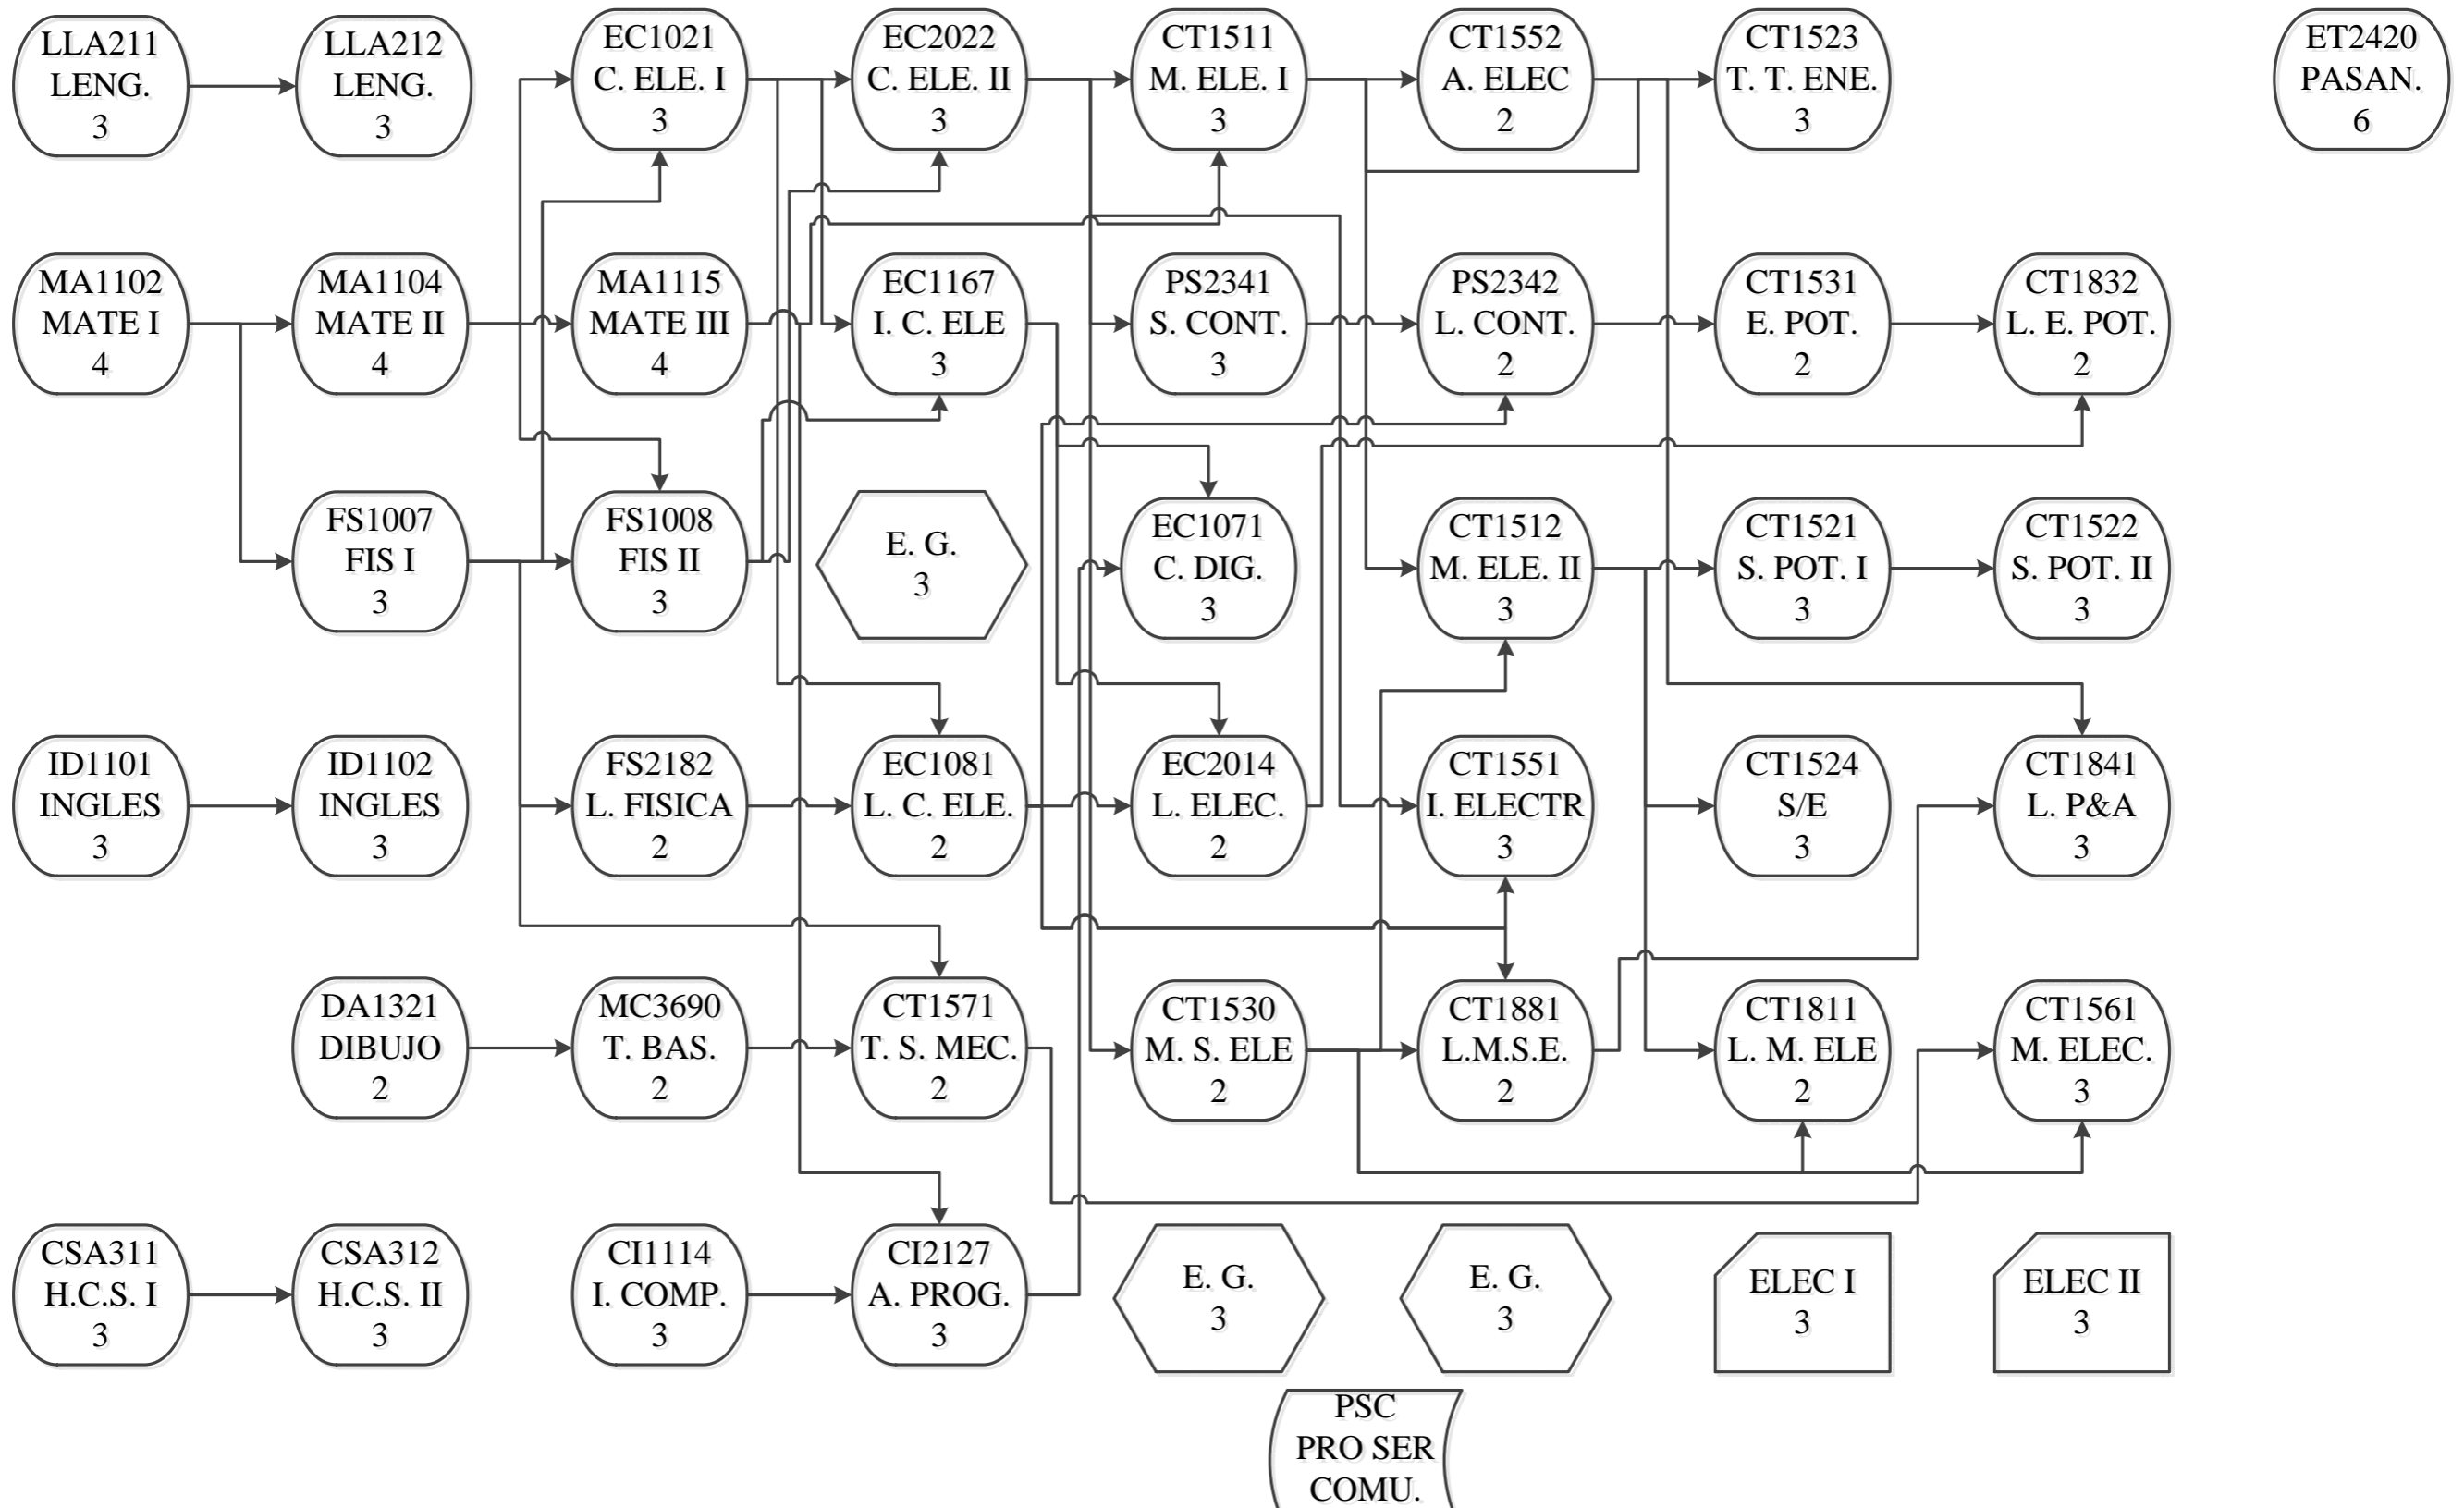 LLA211
LENG.
3
LLA212
LENG.
3
EC1021
C. ELE. I
3
EC2022
C. ELE. II
3
CT1511
M. ELE. I
3
CT1552
A. ELEC
2
CT1523
T. T. ENE.
3
ET2420
PASAN.
6
MA1102
MATE I
4
MA1104
MATE II
4
MA1115
MATE III
4
EC1167
I. C. ELE
3
PS2341
S. CONT.
3
PS2342
L. CONT.
2
CT1531
E. POT.
2
CT1832
L. E. POT.
2
FS1007
FIS I
3
FS1008
FIS II
3
E. G.
3
EC1071
C. DIG.
3
CT1512
M. ELE. II
3
CT1521
S. POT. I
3
CT1522
S. POT. II
3
ID1101
INGLES
3
ID1102
INGLES
3
FS2182
L. FISICA
2
EC1081
L. C. ELE.
2
EC2014
L. ELEC.
2
CT1551
I. ELECTR
3
CT1524
S/E
3
CT1841
L. P&A
3
DA1321
DIBUJO
2
MC3690
T. BAS.
2
CT1571
T. S. MEC.
2
CT1530
M. S. ELE
2
CT1881
L.M.S.E.
2
CT1811
L. M. ELE
2
CT1561
M. ELEC.
3
CSA311
H.C.S. I
3
CSA312
H.C.S. II
3
CI1114
I. COMP.
3
CI2127
A. PROG.
3
E. G.
3
E. G.
3
ELEC I
3
ELEC II
3
PSC
PRO SER
COMU.